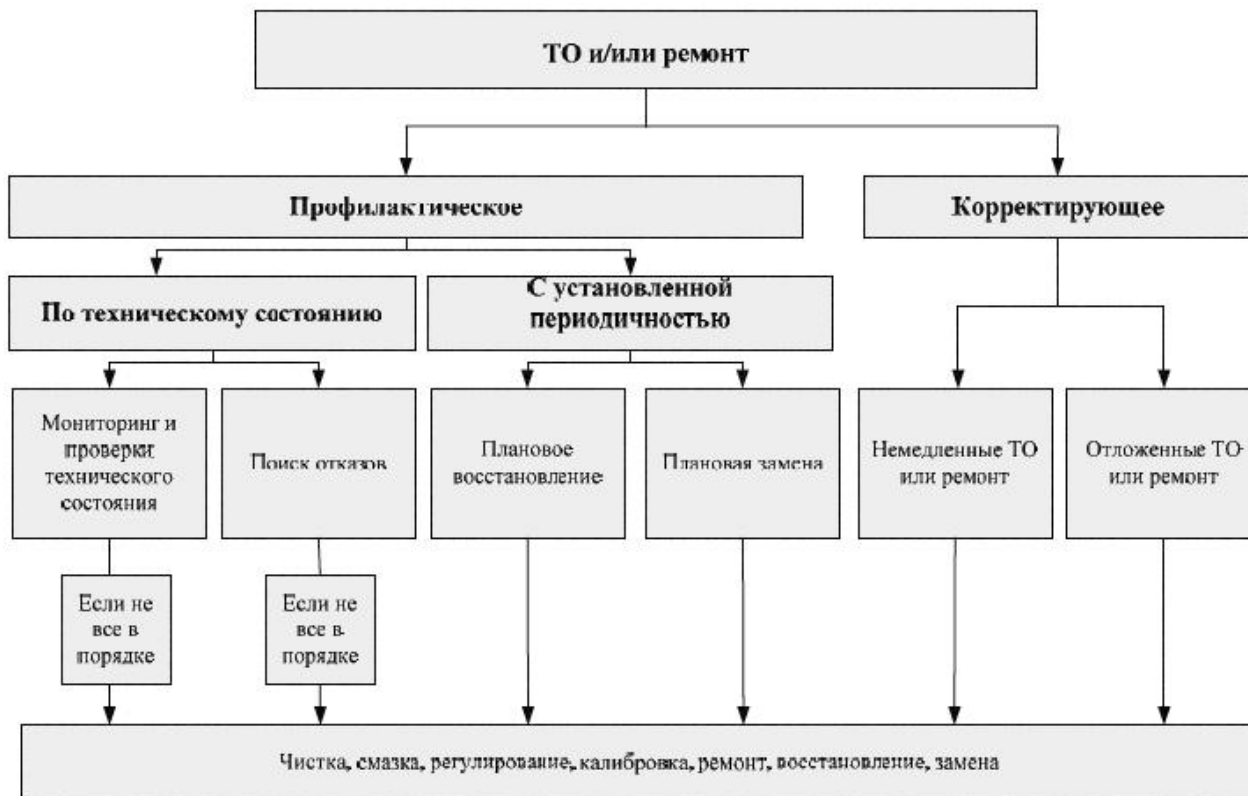 ТО и/или ремонт
Профилактическое
Корректирующее
По техническому состоянию
С установленной
периодичностью
Мониторинг и
проверки
технического
состояния
Поиск отказов
Плановое
восстановление
Плановая замена
Немедленные ТО
или ремонт
Отложенные ТО
или ремонт
Если не
все в
порядке
Если не
все в
порядке
Чистка, смазка, регулирование, калибровка, ремонт, восстановление, замена